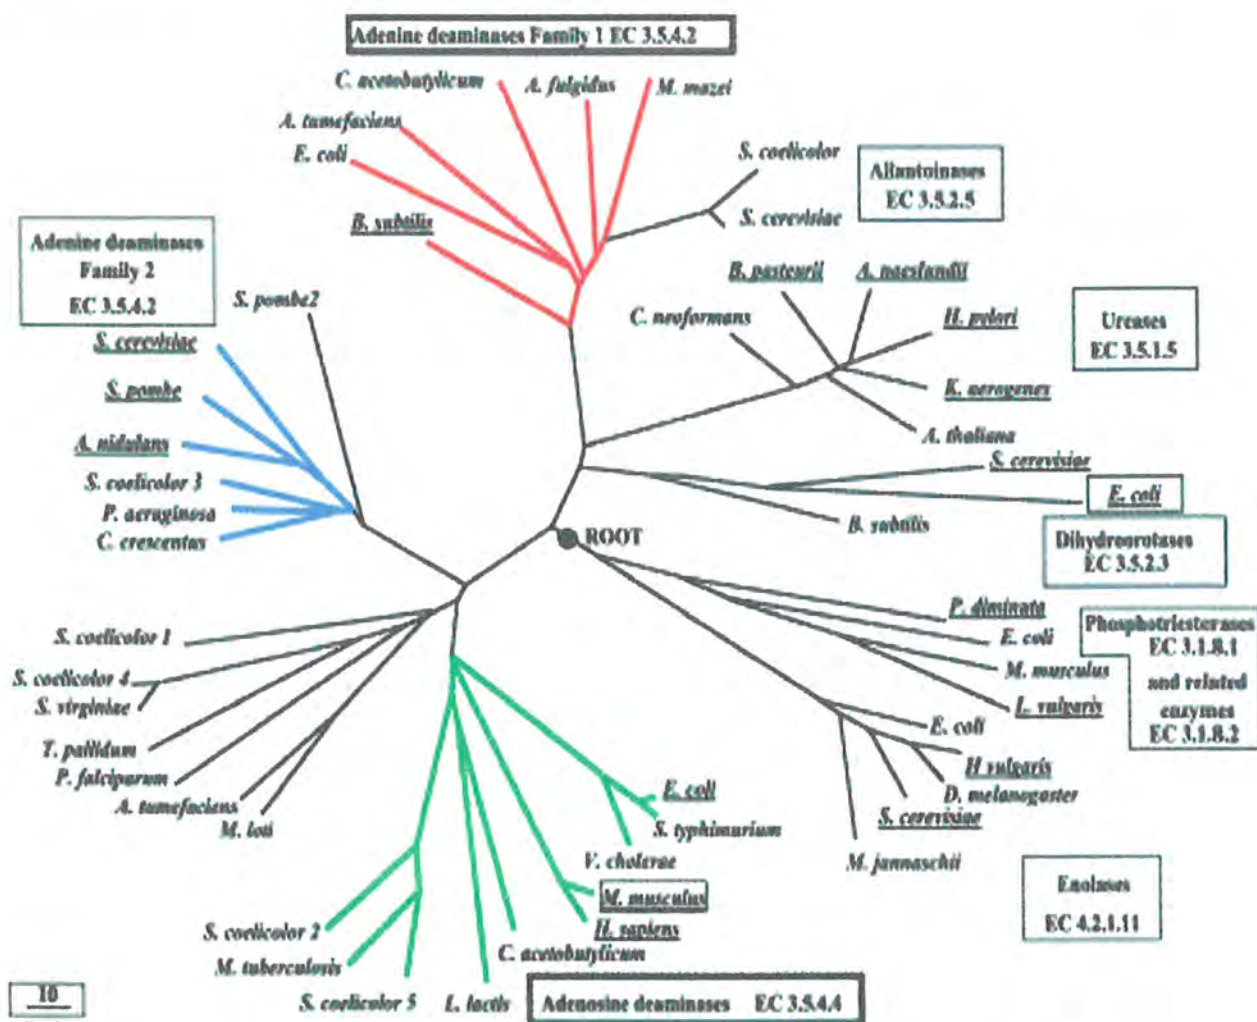 Adenine deaminases Family 1 EC 3.5.4.2
C. acetobutylicum
A. fulgidus
M. mazei
A. tumefaciens
E. coli
B. subtilis
S. coelicolor
S. cerevisiae
Allantoinases
EC 3.5.2.5
Adenine deaminases
Family 2
EC 3.5.4.2
S. pombe2
S. cerevisiae
S. pombe
A. nidulans
S. coelicolor 3
P. aeruginosa
C. crescentus
B. pasteurii
A. naeslundii
C. neoformans
H. pylori
K. aerogenes
A. thaliana
Ureases
EC 3.5.1.5
S. cerevisiae
E. coli
B. subtilis
Dihydroorotases
EC 3.5.2.3
ROOT
P. diminuta
E. coli
M. musculus
L. vulgaris
Phosphotriesterases
EC 3.1.8.1
and related
enzymes
EC 3.1.8.2
S. coelicolor 1
S. coelicolor 4
S. virginiae
T. pallidum
P. falciparum
A. tumefaciens
M. loti
E. coli
H vulgaris
D. melanogaster
S. cerevisiae
M. jannaschii
Enolases
EC 4.2.1.11
E. coli
S. typhimurium
V. cholerae
M. musculus
H. sapiens
C. acetobutylicum
S. coelicolor 2
M. tuberculosis
S. coelicolor 5
L. lactis
Adenosine deaminases EC 3.5.4.4
10